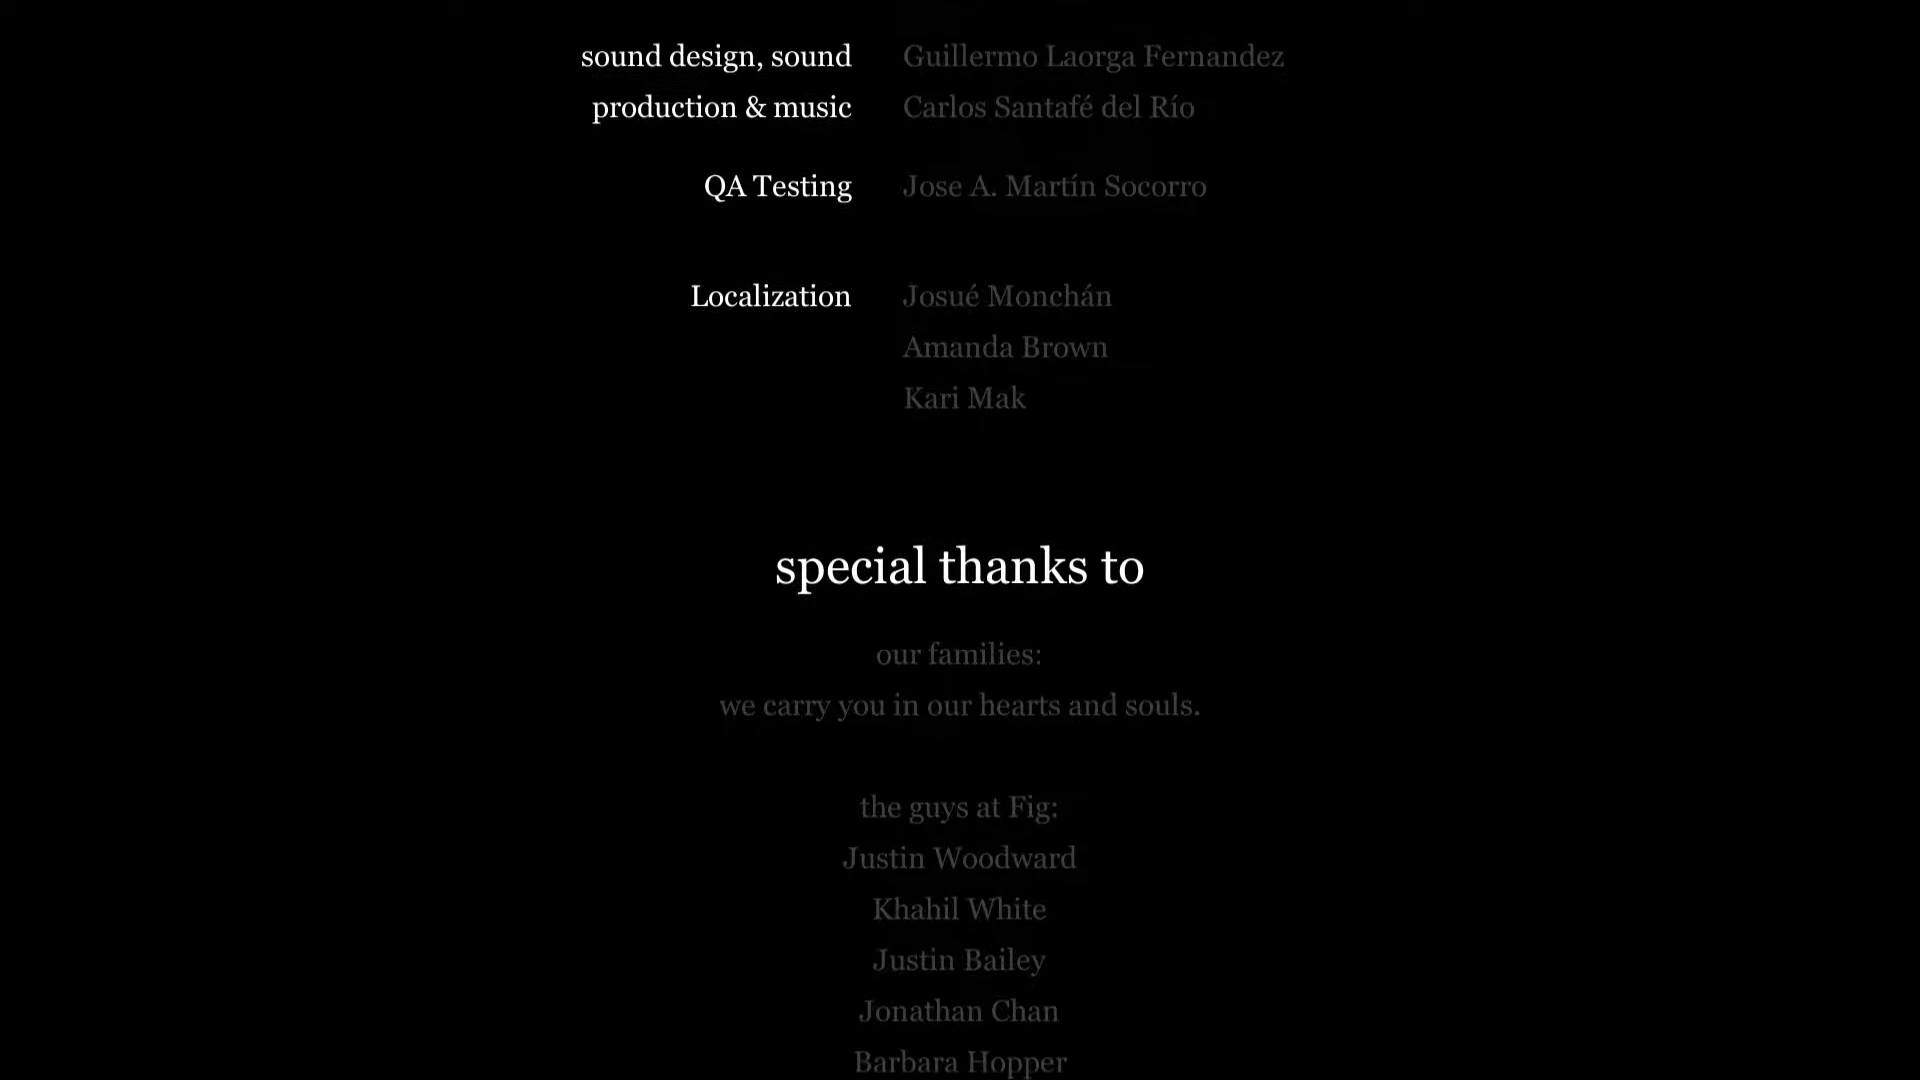 sound design, sound Guillermo Laorga Fernandez
production & music Carlos Santafé del Río
QA Testing Jose A. Martín Socorro
Localization Josué Monchán
Amanda Brown
Kari Mak
special thanks to
our families:
we carry you in our hearts and souls.
the guys at Fig:
Justin Woodward
Khahil White
Justin Bailey
Jonathan Chan
Barbara Hopper